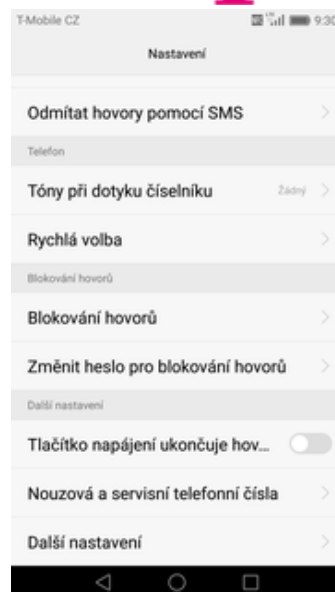 T-Mobile CZ 9:30
Nastavení
Odmítat hovory pomocí SMS
Telefon
Tóny při dotyku číselníku Žádný
Rychlá volba
Blokování hovorů
Blokování hovorů
Změnit heslo pro blokování hovorů
Další nastavení
Tlačítko napájení ukončuje hov...
Nouzová a servisní telefonní čísla
Další nastavení